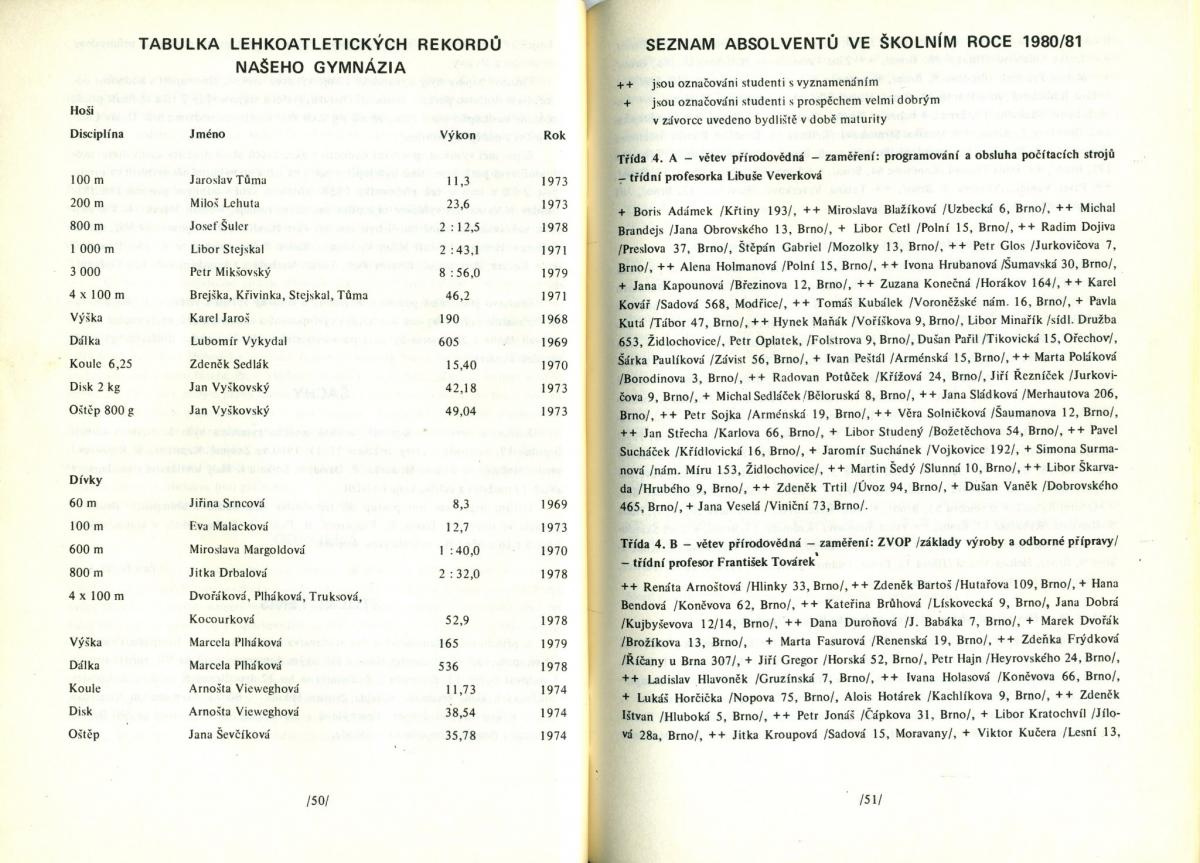 TABULKA LEHKOATLETICKÝCH REKORDŮ
NAŠEHO GYMNÁZIA
Hoši
Disciplína Jméno Výkon Rok
100 m Jaroslav Tůma 11,3 1973
200 m Miloš Lehuta 23,6 1973
800 m Josef Šuler 2 : 12,5 1978
1 000 m Libor Stejskal 2 : 43,1 1971
3 000 Petr Mikšovský 8 : 56,0 1979
4 x 100 m Brejška, Křivinka, Stejskal, Tůma 46,2 1971
Výška Karel Jaroš 190 1968
Dálka Lubomír Vykydal 605 1969
Koule 6,25 Zdeněk Sedlák 15,40 1970
Disk 2 kg Jan Vyškovský 42,18 1973
Oštěp 800 g Jan Vyškovský 49,04 1973
Dívky
60 m Jiřina Srncová 8,3 1969
100 m Eva Malacková 12,7 1973
600 m Miroslava Margoldová 1 : 40,0 1970
800 m Jitka Drbalová 2 : 32,0 1978
4 x 100 m Dvořáková, Plháková, Truksová,
Kocourková 52,9 1978
Výška Marcela Plháková 165 1979
Dálka Marcela Plháková 536 1978
Koule Arnošta Vieweghová 11,73 1974
Disk Arnošta Vieweghová 38,54 1974
Oštěp Jana Ševčíková 35,78 1974
/50/
SEZNAM ABSOLVENTŮ VE ŠKOLNÍM ROCE 1980/81
++ jsou označováni studenti s vyznamenáním
+ jsou označováni studenti s prospěchem velmi dobrým
v závorce uvedeno bydliště v době maturity
Třída 4. A – větev přírodovědná – zaměření: programování a obsluha počítacích strojů
– třídní profesorka Libuše Veverková
+ Boris Adámek /Křtiny 193/, ++ Miroslava Blažíková /Uzbecká 6, Brno/, ++ Michal
Brandejs /Jana Obrovského 13, Brno/, + Libor Cetl /Polní 15, Brno/, ++ Radim Dojiva
/Preslova 37, Brno/, Štěpán Gabriel /Mozolky 13, Brno/, ++ Petr Glos /Jurkovičova 7,
Brno/, ++ Alena Holmanová /Polní 15, Brno/, ++ Ivona Hrubanová /Šumavská 30, Brno/,
+ Jana Kapounová /Březinova 12, Brno/, ++ Zuzana Konečná /Horákov 164/, ++ Karel
Kovář /Sadová 568, Modřice/, ++ Tomáš Kubálek /Voroněžské nám. 16, Brno/, + Pavla
Kutá /Tábor 47, Brno/, ++ Hynek Maňák /Voříškova 9, Brno/, Libor Minařík /sídl. Družba
653, Židlochovice/, Petr Oplatek, /Folstrova 9, Brno/, Dušan Pařil /Tikovická 15, Ořechov/,
Šárka Paulíková /Závist 56, Brno/, + Ivan Peštál /Arménská 15, Brno/, ++ Marta Poláková
/Borodinova 3, Brno/, ++ Radovan Potůček /Křížová 24, Brno/, Jiří Řezníček /Jurkovi-
čova 9, Brno/, + Michal Sedláček /Běloruská 8, Brno/, ++ Jana Sládková /Merhautova 206,
Brno/, ++ Petr Sojka /Arménská 19, Brno/, ++ Věra Solničková /Šaumanova 12, Brno/,
++ Jan Střecha /Karlova 66, Brno/, + Libor Studený /Božetěchova 54, Brno/, ++ Pavel
Sucháček /Křídlovická 16, Brno/, + Jaromír Suchánek /Vojkovice 192/, + Simona Surma-
nová /nám. Míru 153, Židlochovice/, ++ Martin Šedý /Slunná 10, Brno/, ++ Libor Škarva-
da /Hrubého 9, Brno/, ++ Zdeněk Trtil /Úvoz 94, Brno/, + Dušan Vaněk /Dobrovského
465, Brno/, + Jana Veselá /Viniční 73, Brno/.
Třída 4. B – větev přírodovědná – zaměření: ZVOP /základy výroby a odborné přípravy/
– třídní profesor František Továrek
++ Renáta Arnoštová /Hlinky 33, Brno/, ++ Zdeněk Bartoš /Hutařova 109, Brno/, + Hana
Bendová /Koněvova 62, Brno/, ++ Kateřina Brůhová /Lískovecká 9, Brno/, Jana Dobrá
/Kujbyševova 12/14, Brno/, ++ Dana Duroňová /J. Babáka 7, Brno/, + Marek Dvořák
/Brožíkova 13, Brno/, + Marta Fasurová /Renenská 19, Brno/, ++ Zdeňka Frýdková
/Říčany u Brna 307/, + Jiří Gregor /Horská 52, Brno/, Petr Hajn /Heyrovského 24, Brno/,
++ Ladislav Hlavoněk /Gruzínská 7, Brno/, ++ Ivana Holasová /Koněvova 66, Brno/,
+ Lukáš Horčička /Nopova 75, Brno/, Alois Hotárek /Kachlíkova 9, Brno/, ++ Zdeněk
Ištvan /Hluboká 5, Brno/, ++ Petr Jonáš /Čápkova 31, Brno/, + Libor Kratochvíl /Jílo-
vá 28a, Brno/, ++ Jitka Kroupová /Sadová 15, Moravany/, + Viktor Kučera /Lesní 13,
/51/